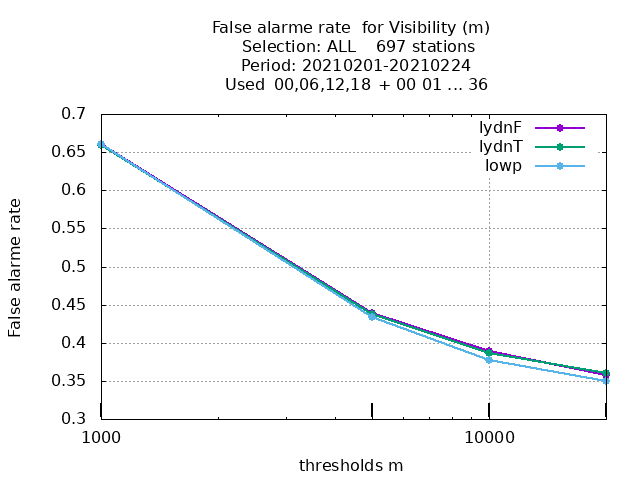 False alarme rate  for Visibility (m)
Selection: ALL    697 stations
Period: 20210201-20210224
Used  00,06,12,18  + 00 01 ... 36
0.7
0.65
0.6
0.55
0.5
0.45
0.4
0.35
0.3
False alarme rate
lydnF
lydnT
lowp
1000
10000
thresholds m